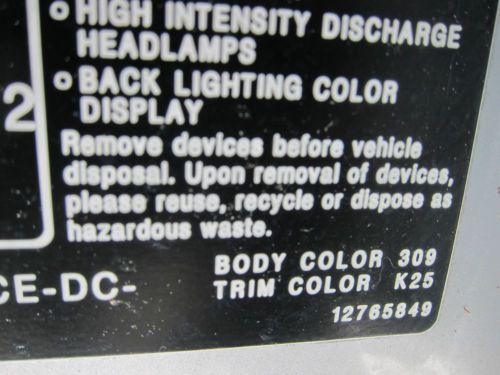 HIGH INTENSITY DISCHARGE
HEADLAMPS
BACK LIGHTING COLOR
DISPLAY
2
Remove devices before vehicle
disposal. Upon removal of devices,
please reuse, recycle or dispose as
hazardous waste.
CE-DC-
BODY COLOR 309
TRIM COLOR K25
12765849